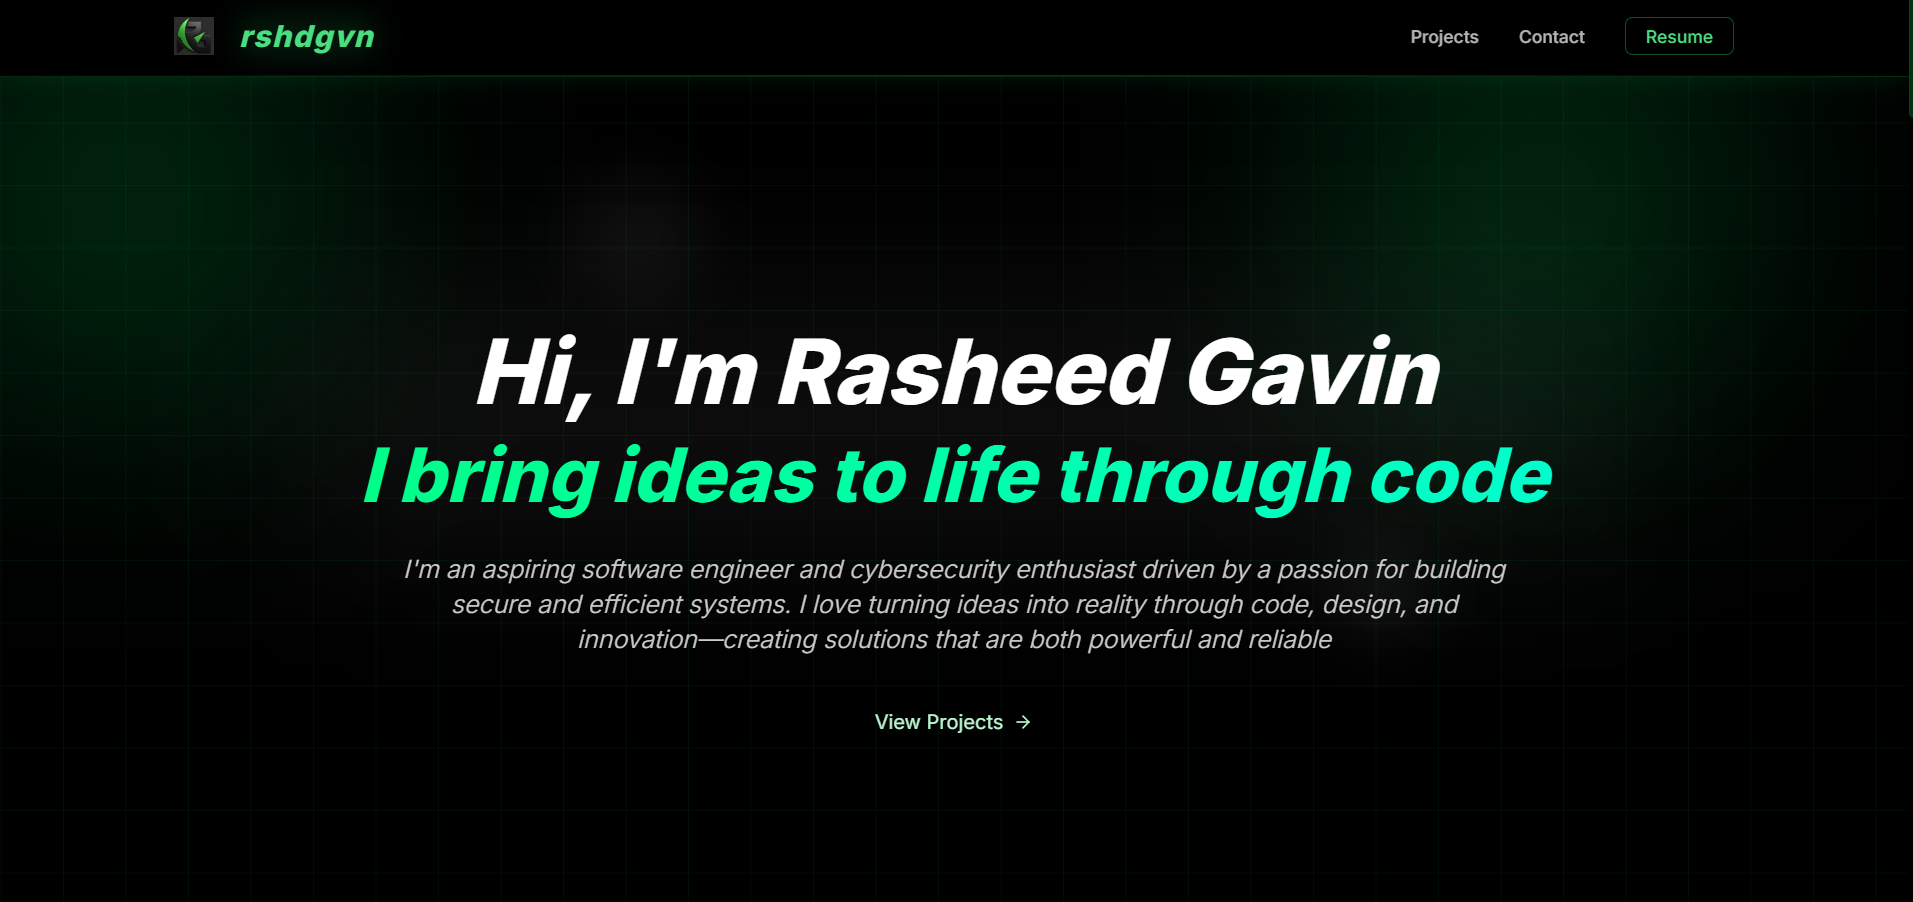 rshdgvn
Projects
Contact
Resume
Hi, I'm Rasheed Gavin
I bring ideas to life through code
I'm an aspiring software engineer and cybersecurity enthusiast driven by a passion for building
secure and efficient systems. I love turning ideas into reality through code, design, and
innovation—creating solutions that are both powerful and reliable
View Projects →